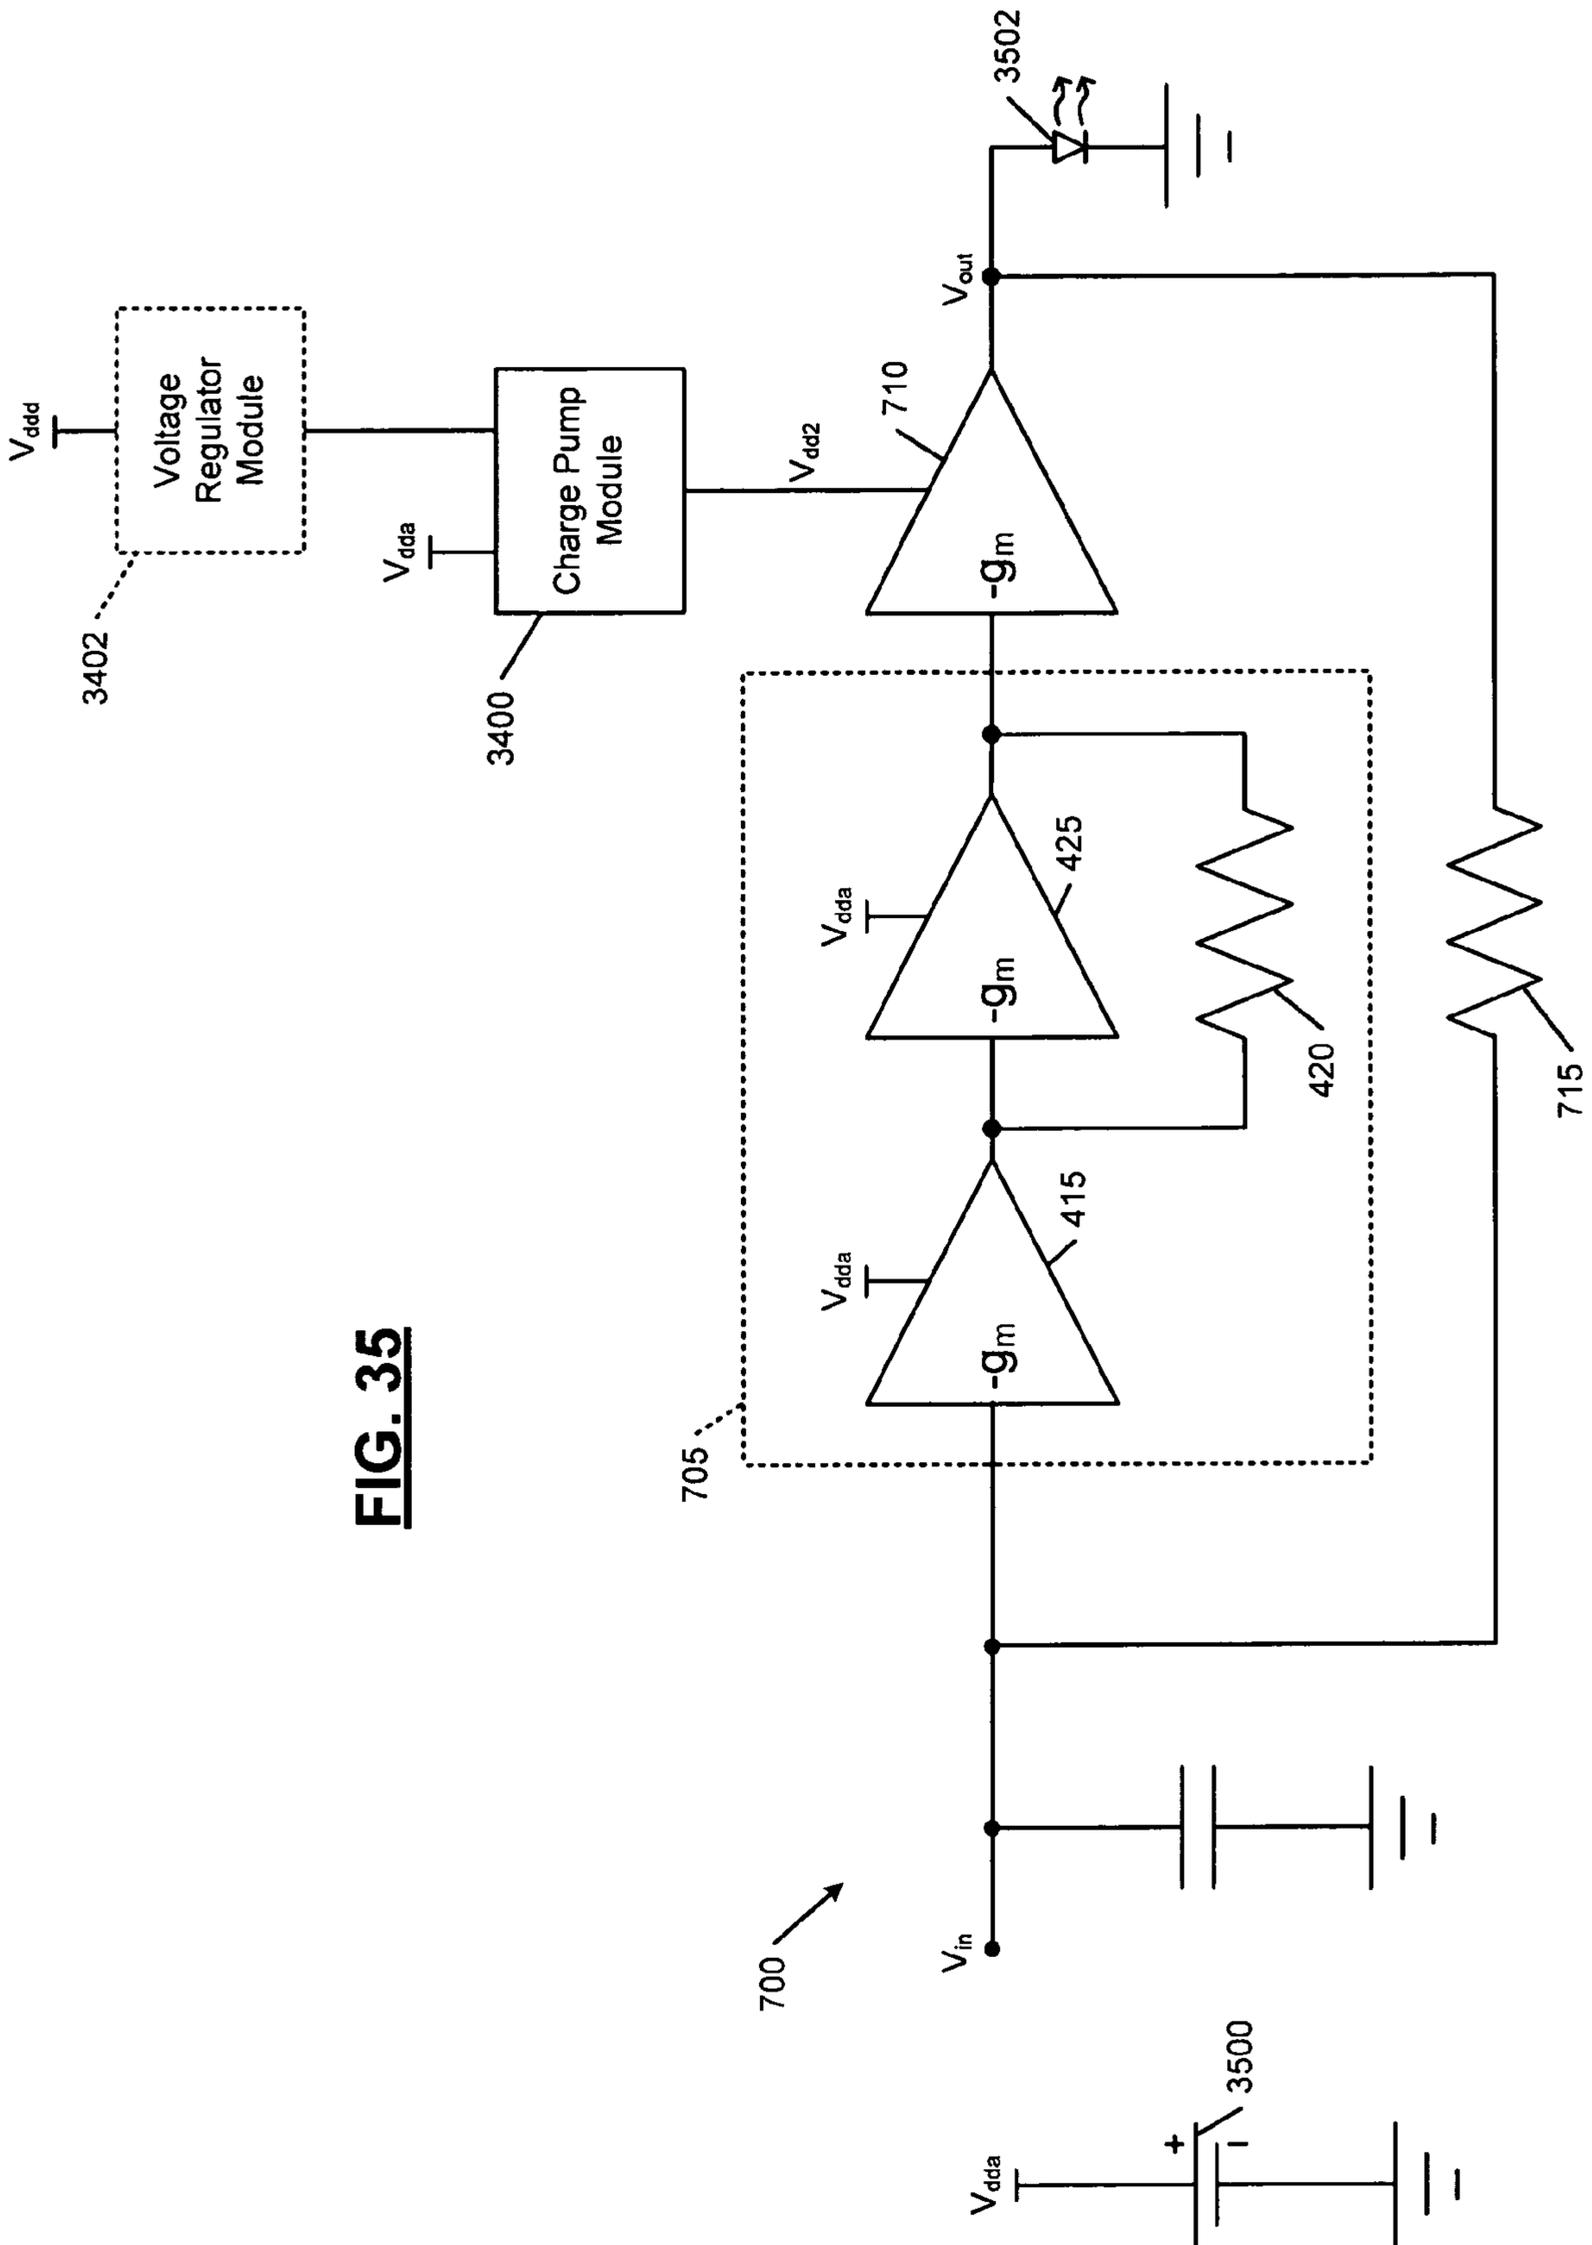 FIG. 35
V_ddd
Voltage
Regulator
Module
3402
V_dda
Charge Pump
Module
3400
V_dd2
705
V_dda
-g_m
415
V_dda
-g_m
425
420
-g_m
710
V_out
3502
715
700
V_in
V_dda
+
–
3500